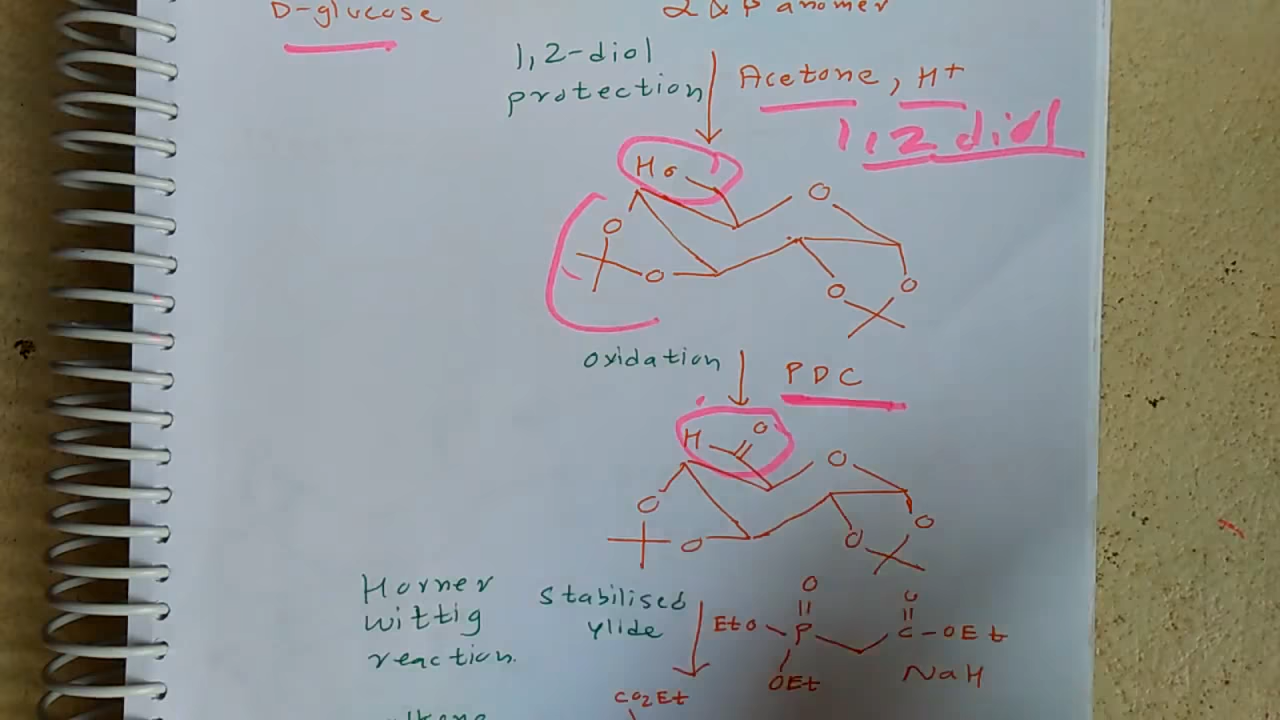 D-glucose
α & β anomer
1,2-diol
protection
Acetone, H+
1,2 diol
HO
O
O
O
O
O
oxidation
PDC
H
O
O
O
O
O
O
Horner
wittig
reaction.
stabilised
ylide
O
EtO-P
OEt
O
C-OEt
NaH
CO2Et